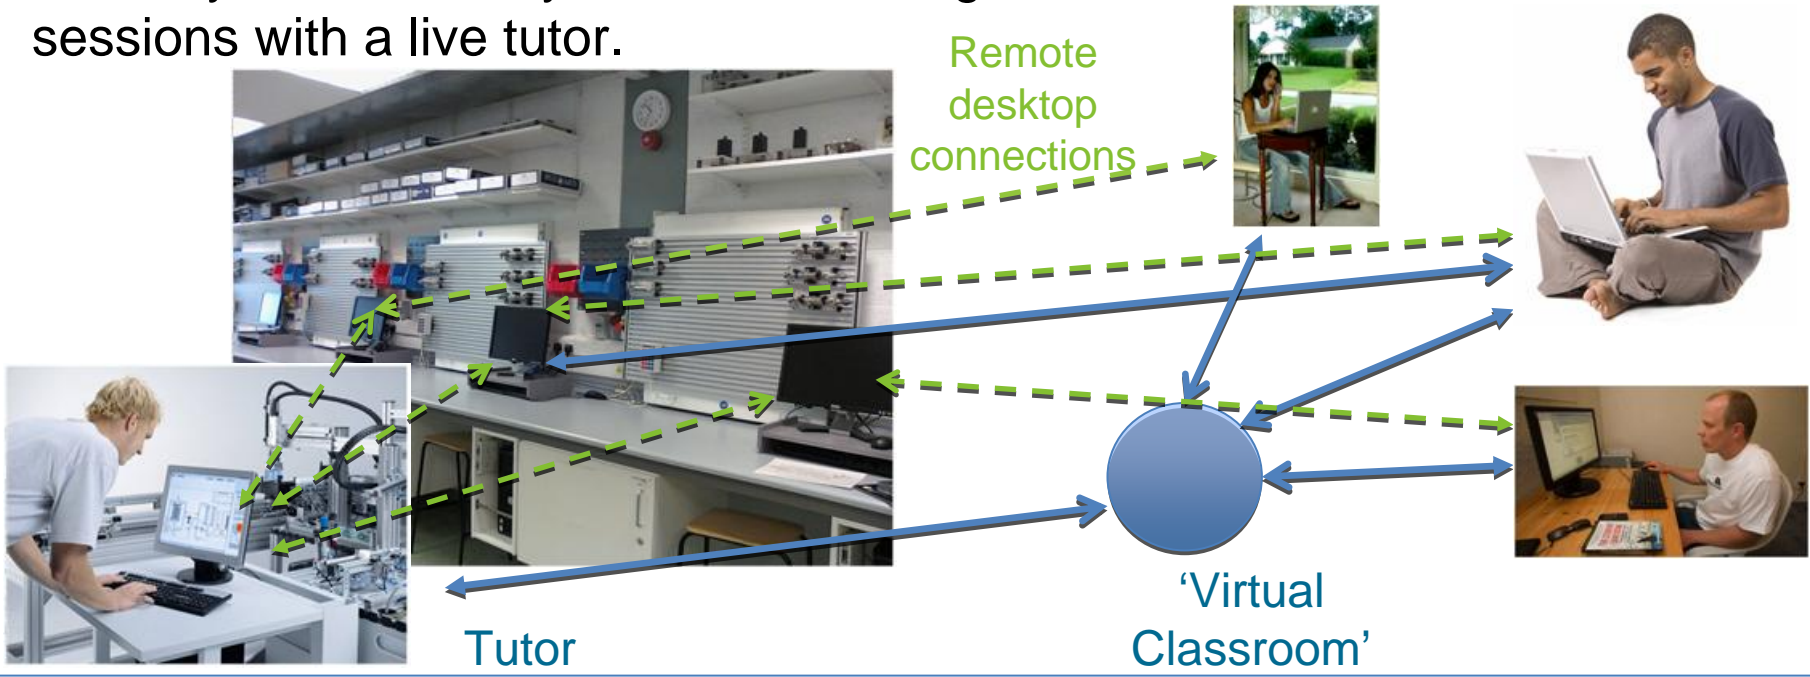 sessions with a live tutor.
Remote
desktop
connections
‘Virtual
Classroom’
Tutor